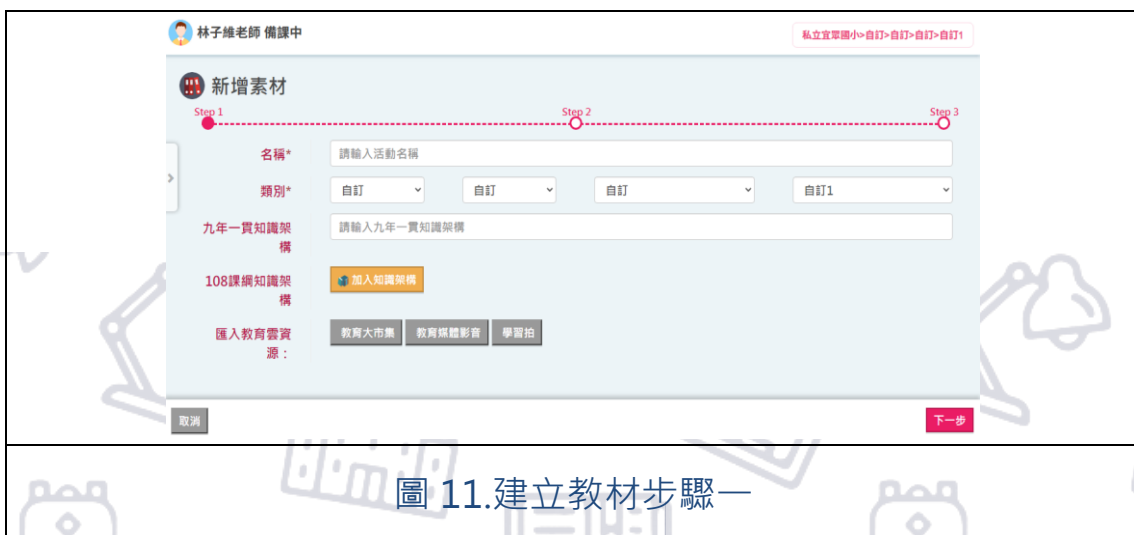 林子維老師 備課中
私立宜眾國小>自訂>自訂>自訂>自訂1
新增素材
Step 1
Step 2
Step 3
名稱*
請輸入活動名稱
類別*
自訂
自訂
自訂
自訂1
九年一貫知識架
構
請輸入九年一貫知識架構
108課綱知識架
構
加入知識架構
匯入教育雲資
源：
教育大市集
教育媒體影音
學習拍
取消
下一步
圖 11.建立教材步驟一